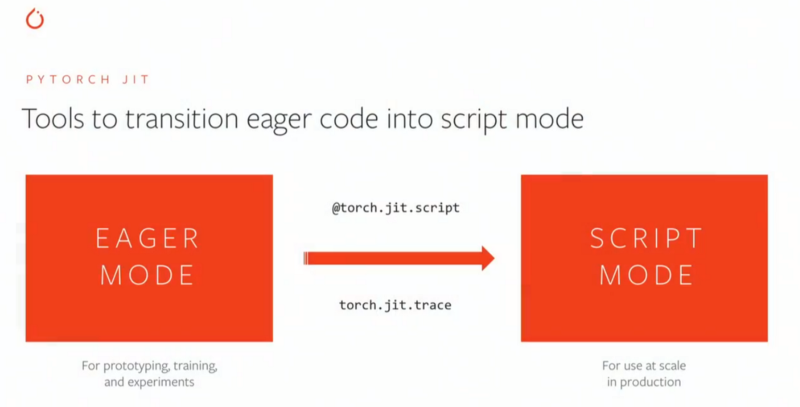 PYTORCH JIT
Tools to transition eager code into script mode
EAGER
MODE
@torch.jit.script
torch.jit.trace
SCRIPT
MODE
For prototyping, training,
and experiments
For use at scale
in production